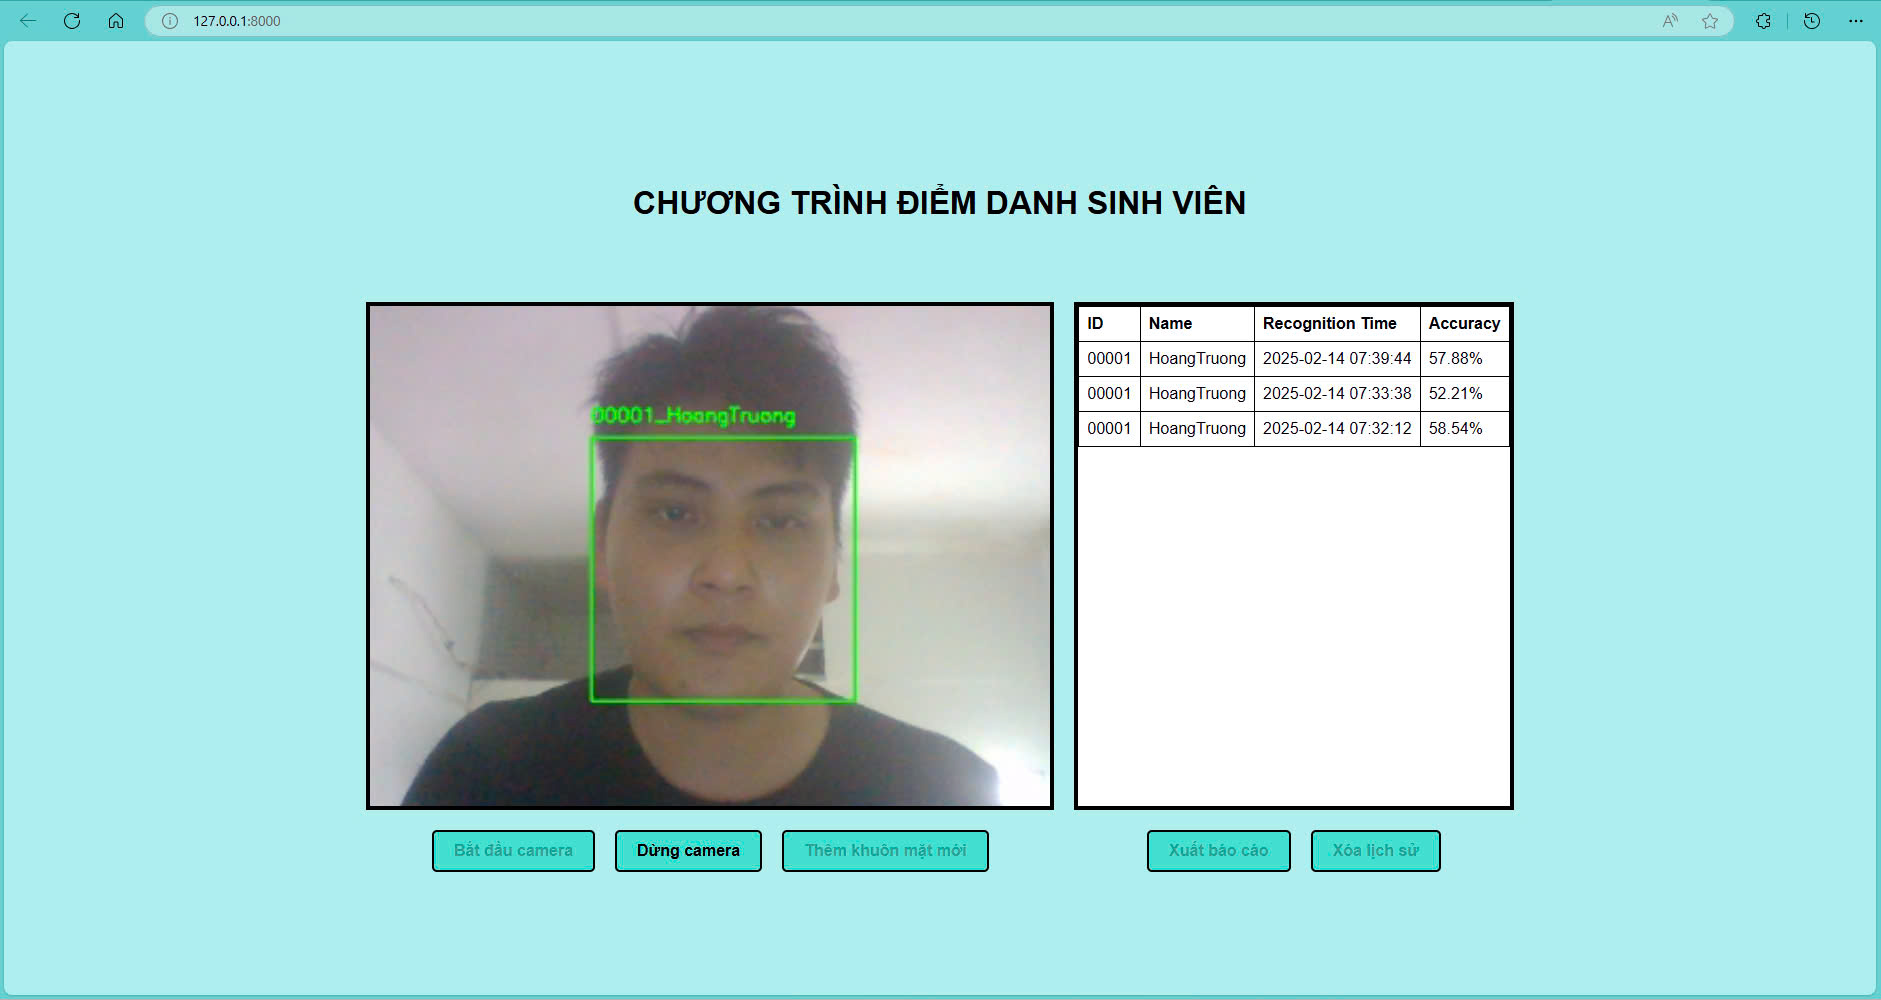 127.0.0.1:8000
CHƯƠNG TRÌNH ĐIỂM DANH SINH VIÊN
00001_HoangTruong
ID Name Recognition Time Accuracy
00001 HoangTruong 2025-02-14 07:39:44 57.88%
00001 HoangTruong 2025-02-14 07:33:38 52.21%
00001 HoangTruong 2025-02-14 07:32:12 58.54%
Bắt đầu camera Dừng camera Thêm khuôn mặt mới Xuất báo cáo Xóa lịch sử